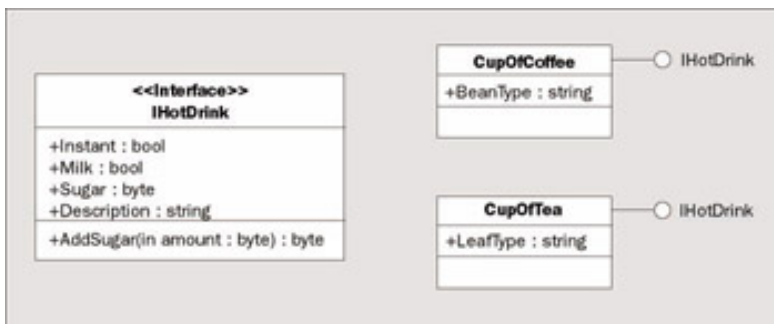 <<Interface>>
IHotDrink
+Instant : bool
+Milk : bool
+Sugar : byte
+Description : string
+AddSugar(in amount : byte) : byte
CupOfCoffee
IHotDrink
+BeanType : string
CupOfTea
IHotDrink
+LeafType : string